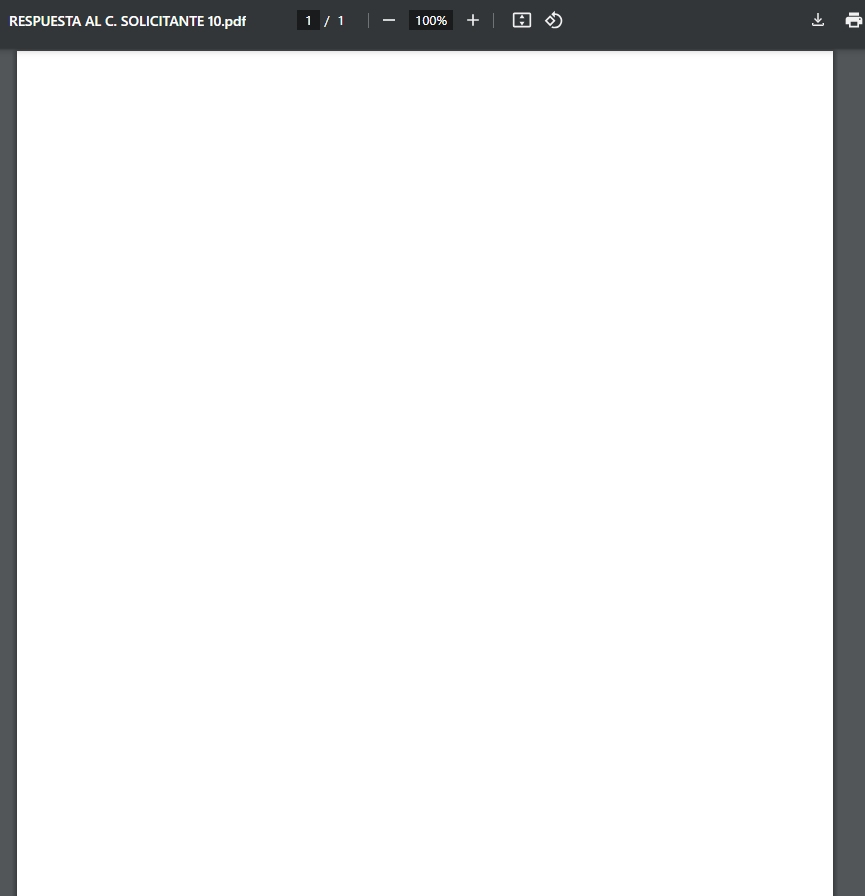 RESPUESTA AL C. SOLICITANTE 10.pdf
1 / 1
100%